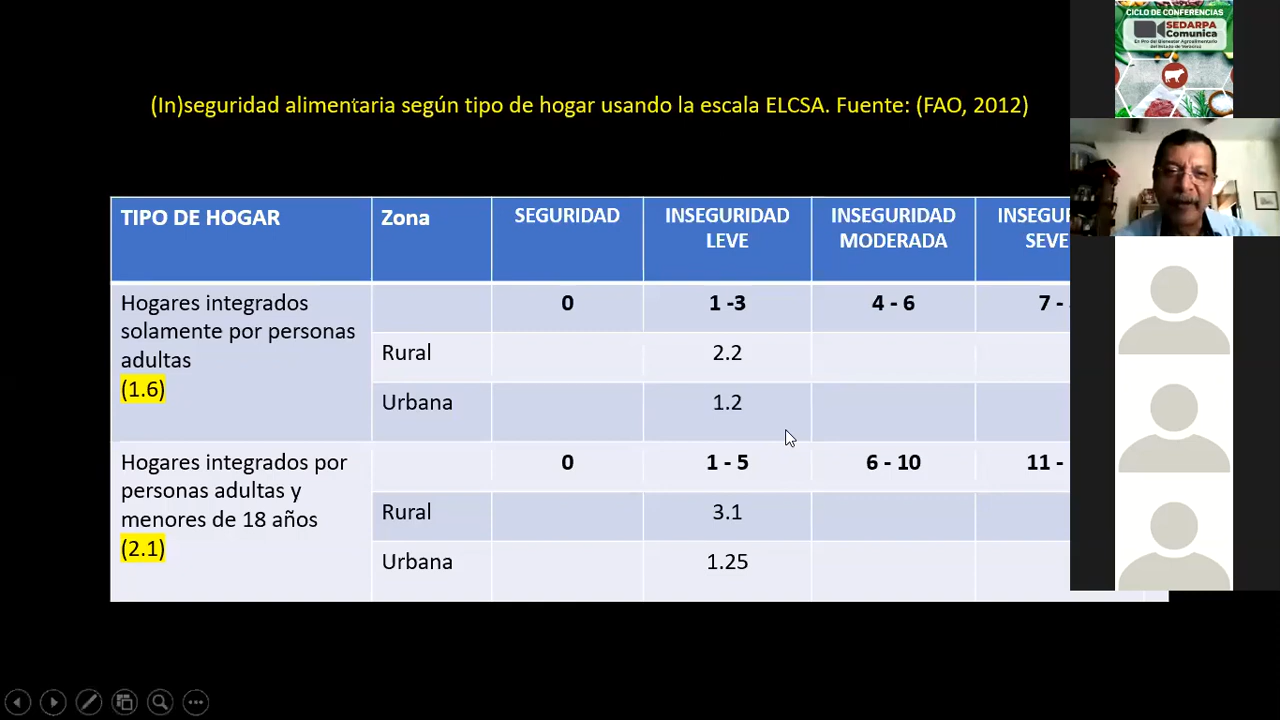 (In)seguridad alimentaria según tipo de hogar usando la escala ELCSA. Fuente: (FAO, 2012)
TIPO DE HOGAR Zona SEGURIDAD INSEGURIDAD LEVE INSEGURIDAD MODERADA INSEGUR SEVE
Hogares integrados solamente por personas adultas (1.6)
0 1 -3 4 - 6 7 -
Rural 2.2
Urbana 1.2
Hogares integrados por personas adultas y menores de 18 años (2.1)
0 1 - 5 6 - 10 11 -
Rural 3.1
Urbana 1.25
CICLO DE CONFERENCIAS
SEDARPA
Comunica
En Pro del Bienestar Agroalimentario
del Estado de Veracruz